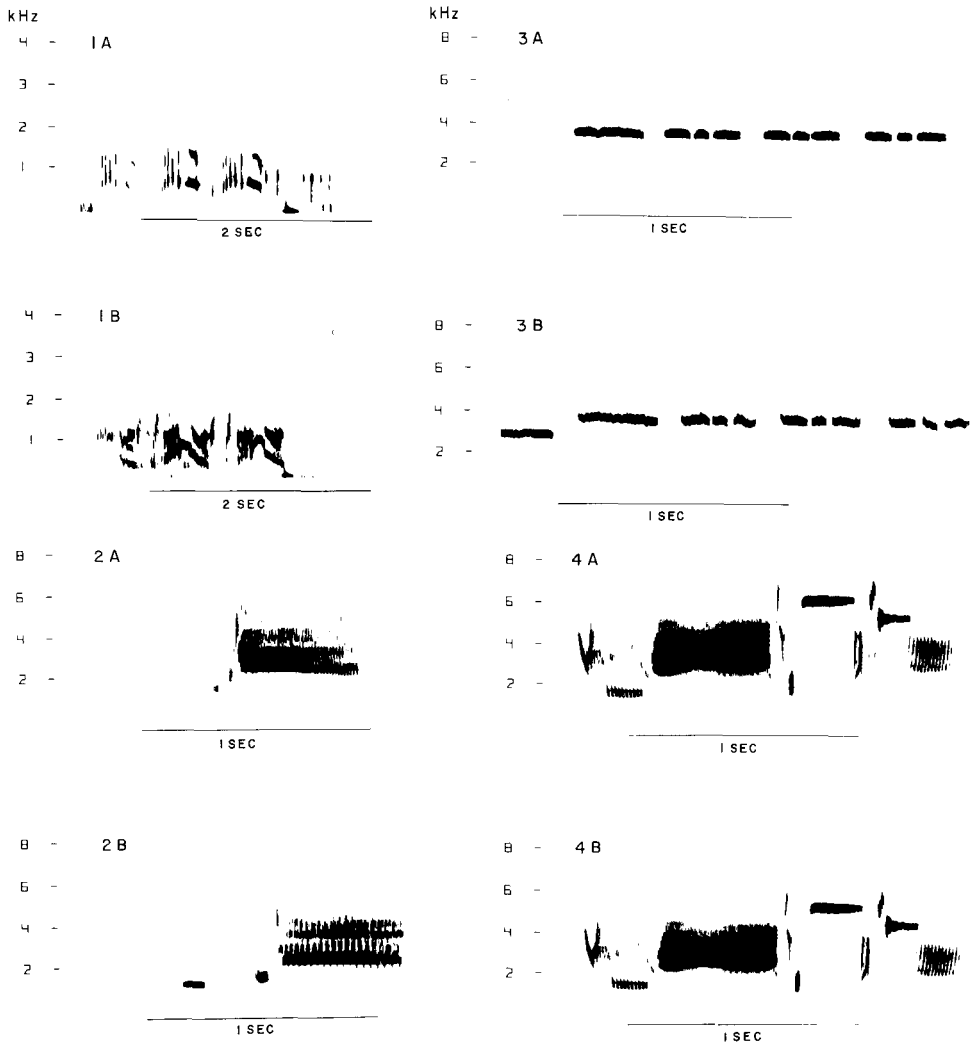 kHz
4 - 1A
3 -
2 -
1 -
2 SEC
4 - 1B
3 -
2 -
1 -
2 SEC
8 - 2A
6 -
4 -
2 -
1 SEC
8 - 2B
6 -
4 -
2 -
1 SEC
kHz
8 - 3A
6 -
4 -
2 -
1 SEC
8 - 3B
6 -
4 -
2 -
1 SEC
8 - 4A
6 -
4 -
2 -
1 SEC
8 - 4B
6 -
4 -
2 -
1 SEC